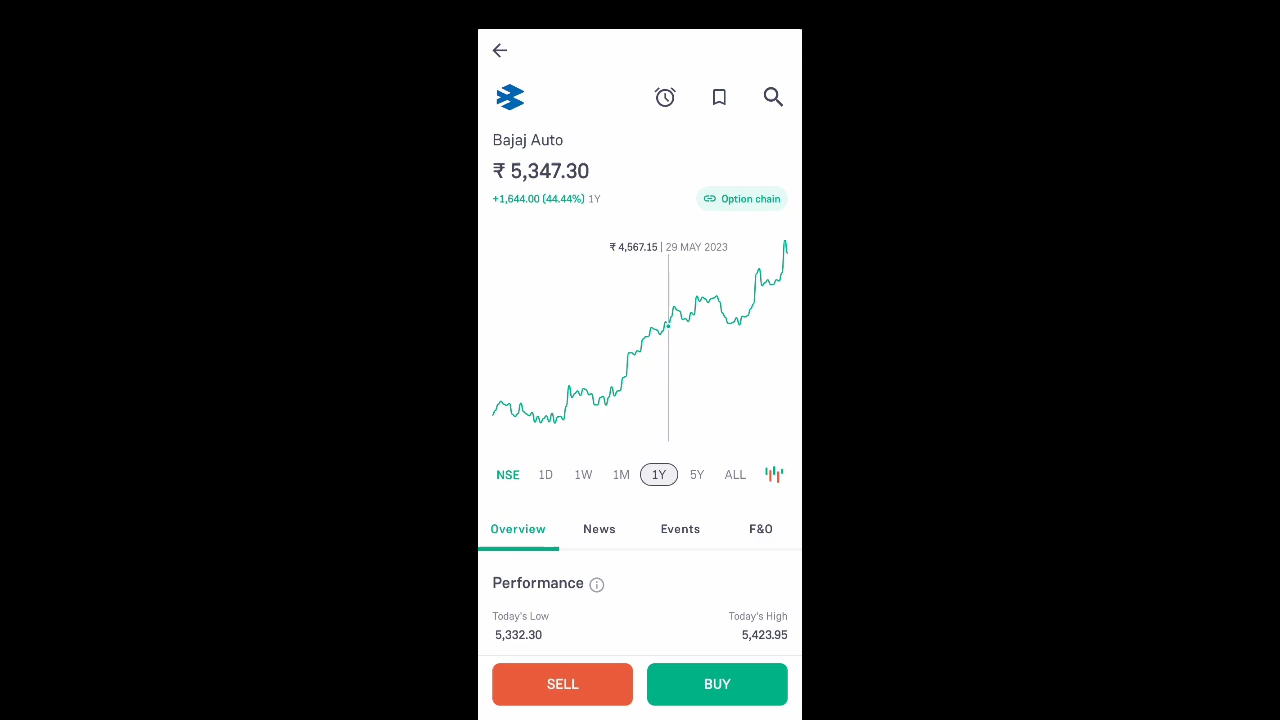 Bajaj Auto
₹ 5,347.30
+1,644.00 (44.44%) 1Y
Option chain
₹ 4,567.15 | 29 MAY 2023
NSE 1D 1W 1M 1Y 5Y ALL
Overview News Events F&O
Performance
Today's Low Today's High
5,332.30 5,423.95
SELL BUY